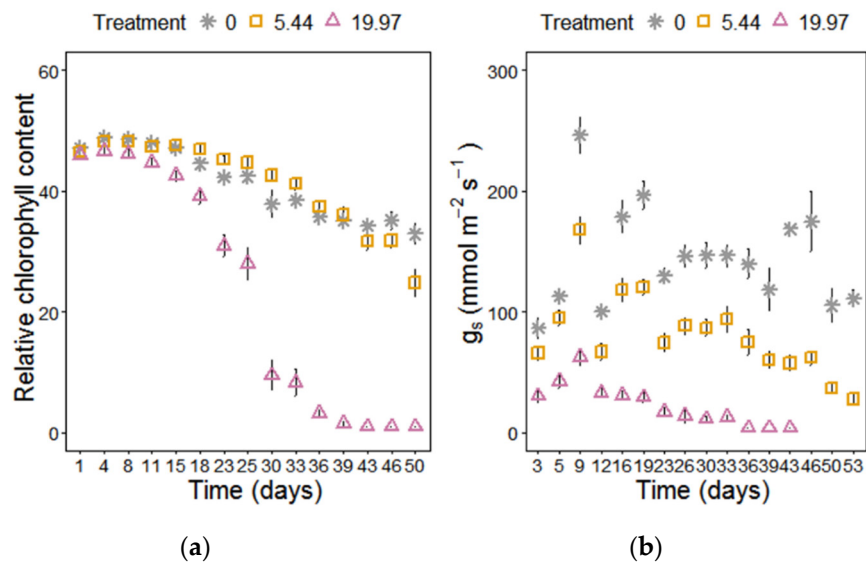 Treatment 0 5.44 19.97
60
40
20
0
Relative chlorophyll content
1 4 8 11 15 18 23 25 30 33 36 39 43 46 50
Time (days)
(a)
Treatment 0 5.44 19.97
300
200
100
0
gs (mmol m−2 s−1)
3 5 9 12 16 19 23 26 30 33 36 39 43 46 50 53
Time (days)
(b)